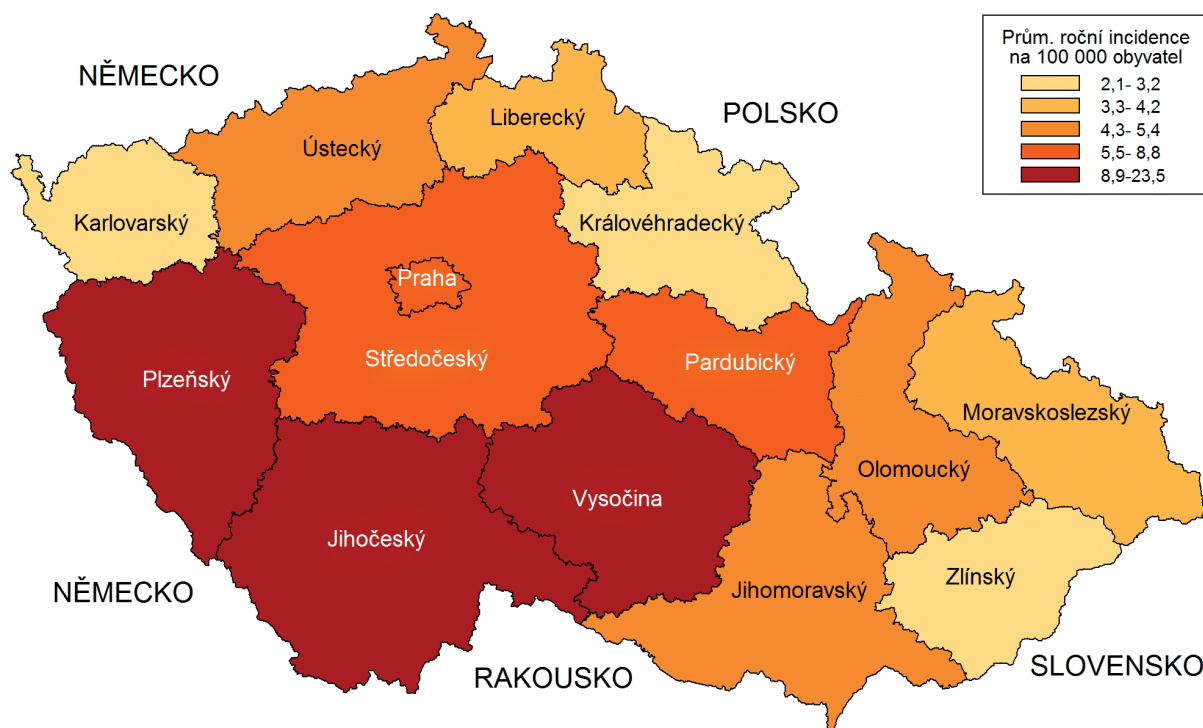 Prům. roční incidence
na 100 000 obyvatel
2,1- 3,2
3,3- 4,2
4,3- 5,4
5,5- 8,8
8,9-23,5
NĚMECKO
POLSKO
Liberecký
Ústecký
Karlovarský
Královéhradecký
Praha
Středočeský
Pardubický
Plzeňský
Moravskoslezský
Olomoucký
Vysočina
Jihočeský
Zlínský
NĚMECKO
Jihomoravský
SLOVENSKO
RAKOUSKO